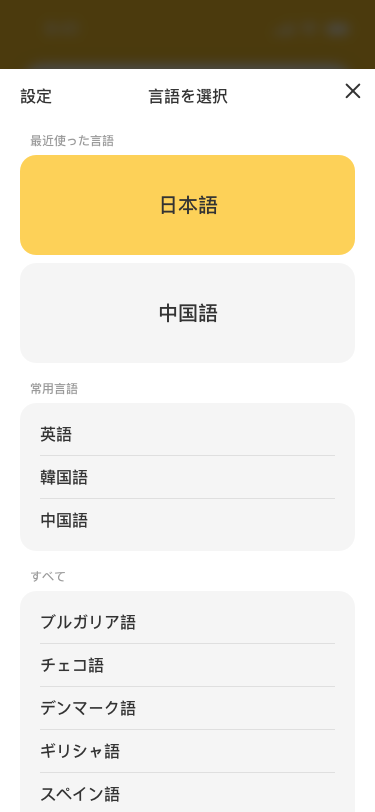 設定
言語を選択
最近使った言語
日本語
中国語
常用言語
英語
韓国語
中国語
すべて
ブルガリア語
チェコ語
デンマーク語
ギリシャ語
スペイン語